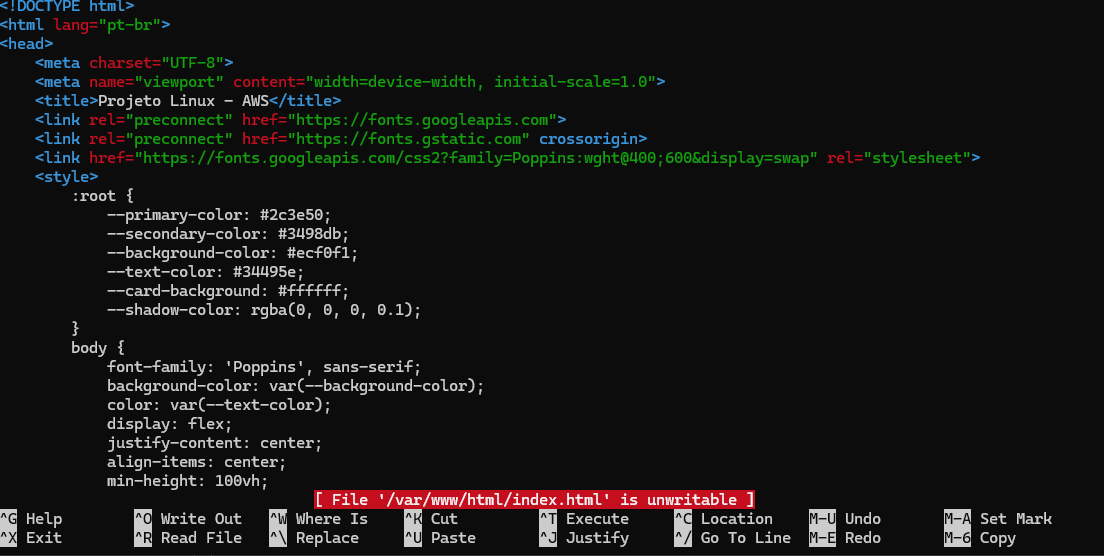 <!DOCTYPE html>
<html lang="pt-br">
<head>
    <meta charset="UTF-8">
    <meta name="viewport" content="width=device-width, initial-scale=1.0">
    <title>Projeto Linux - AWS</title>
    <link rel="preconnect" href="https://fonts.googleapis.com">
    <link rel="preconnect" href="https://fonts.gstatic.com" crossorigin>
    <link href="https://fonts.googleapis.com/css2?family=Poppins:wght@400;600&display=swap" rel="stylesheet">
    <style>
        :root {
            --primary-color: #2c3e50;
            --secondary-color: #3498db;
            --background-color: #ecf0f1;
            --text-color: #34495e;
            --card-background: #ffffff;
            --shadow-color: rgba(0, 0, 0, 0.1);
        }
        body {
            font-family: 'Poppins', sans-serif;
            background-color: var(--background-color);
            color: var(--text-color);
            display: flex;
            justify-content: center;
            align-items: center;
            min-height: 100vh;
[ File '/var/www/html/index.html' is unwritable ]
^G Help ^O Write Out ^W Where Is ^K Cut ^T Execute ^C Location M-U Undo M-A Set Mark
^X Exit ^R Read File ^\ Replace ^U Paste ^J Justify ^/ Go To Line M-E Redo M-6 Copy